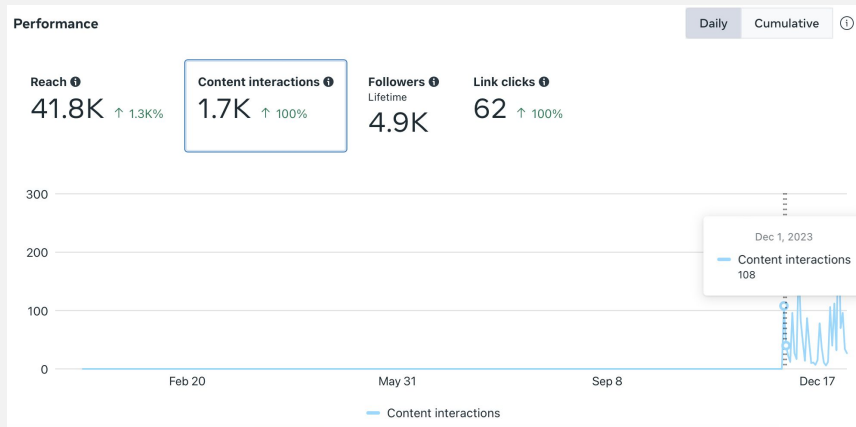 Performance
Daily Cumulative
Reach Content interactions Followers Link clicks
Lifetime
41.8K ↑ 1.3K% 1.7K ↑ 100% 4.9K 62 ↑ 100%
300
Dec 1, 2023
200
Content interactions
108
100
0
Feb 20 May 31 Sep 8 Dec 17
Content interactions